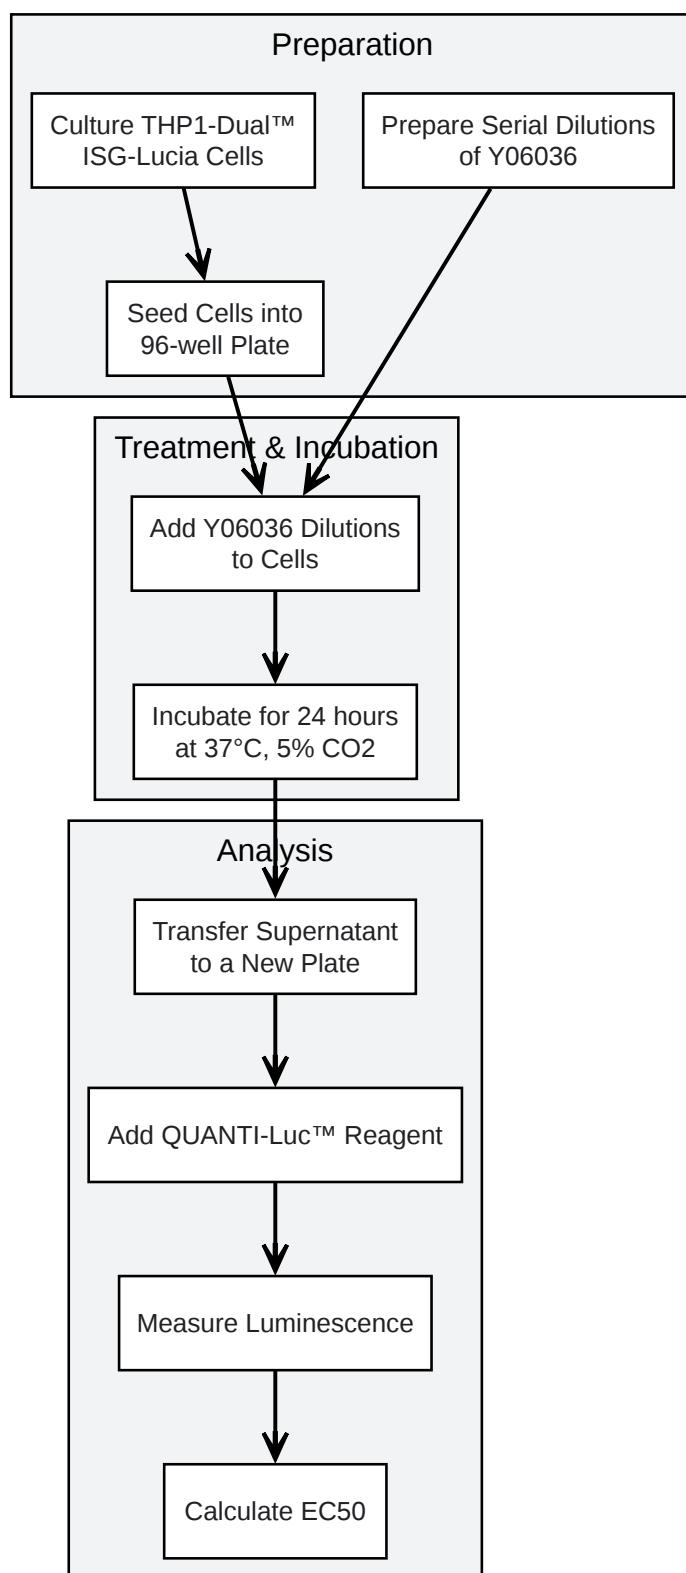 Preparation
Culture THP1-Dual™
ISG-Lucia Cells
Prepare Serial Dilutions
of Y06036
Seed Cells into
96-well Plate
Treatment & Incubation
Add Y06036 Dilutions
to Cells
Incubate for 24 hours
at 37°C, 5% CO2
Analysis
Transfer Supernatant
to a New Plate
Add QUANTI-Luc™ Reagent
Measure Luminescence
Calculate EC50